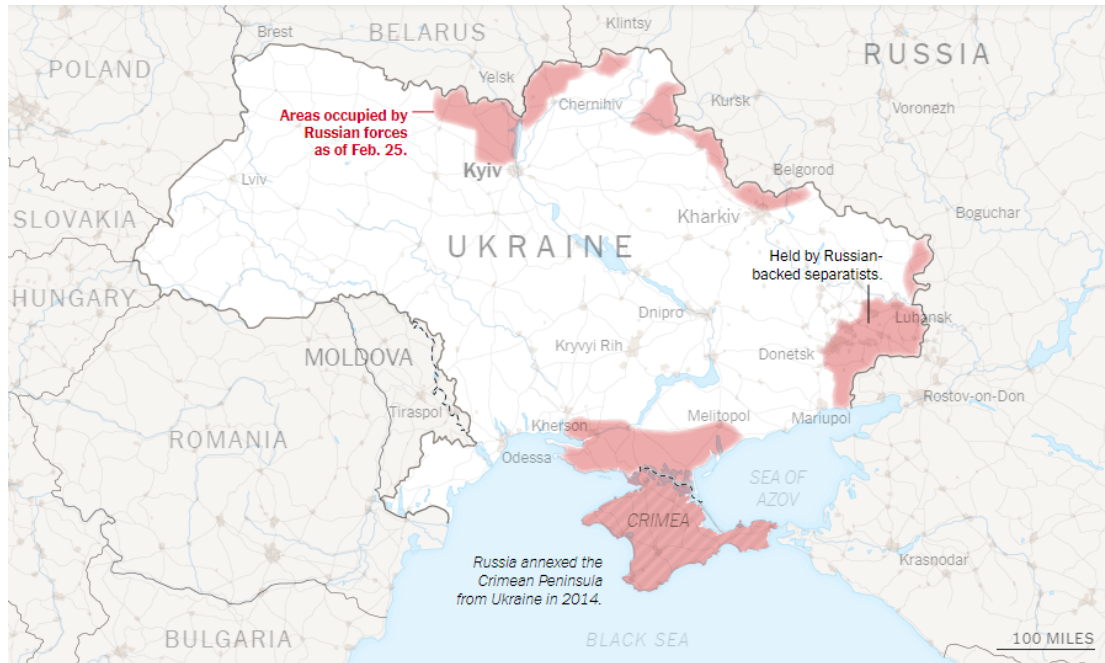 Brest
BELARUS
Klintsy
POLAND
Yelsk
RUSSIA
Areas occupied by
Russian forces
as of Feb. 25.
Chernihiv
Kursk
Voronezh
Kyiv
Lviv
Belgorod
SLOVAKIA
Kharkiv
Boguchar
UKRAINE
Held by Russian-
backed separatists.
HUNGARY
Dnipro
Luhansk
MOLDOVA
Kryvyi Rih
Donetsk
Tiraspol
Rostov-on-Don
Kherson
Melitopol
Mariupol
ROMANIA
Odessa
SEA OF
AZOV
CRIMEA
Russia annexed the
Crimean Peninsula
from Ukraine in 2014.
Krasnodar
BULGARIA
BLACK SEA
100 MILES